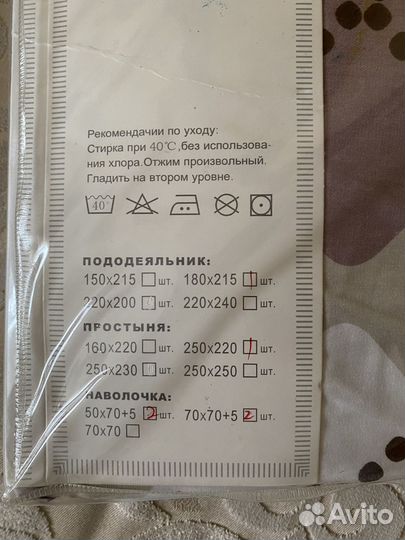 Рекомендачии по уходу:
Стирка при 40℃,без использова-
ния хлора.Отжим произвольный.
Гладить на втором уровне.
40°
ПОДОДЕЯЛЬНИК:
150х215 шт. 180х215 1 шт.
220х200 шт. 220х240 шт.
ПРОСТЫНЯ:
160х220 шт. 250х220 1 шт.
250х230 шт. 250х250 шт.
НАВОЛОЧКА:
50х70+5 2 шт. 70х70+5 2 шт.
70х70
Avito